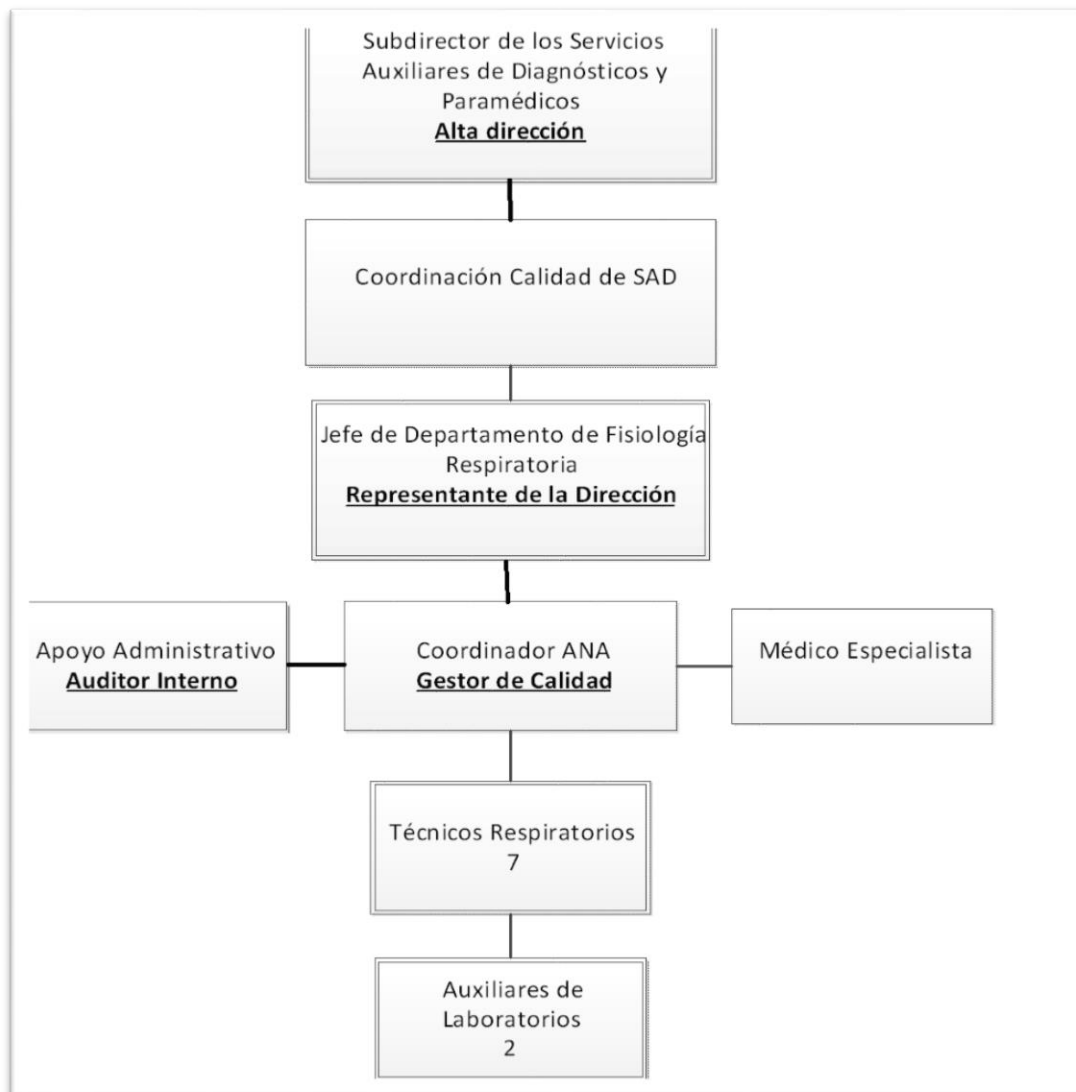 Subdirector de los Servicios
Auxiliares de Diagnósticos y
Paramédicos
Alta dirección
Coordinación Calidad de SAD
Jefe de Departamento de Fisiología
Respiratoria
Representante de la Dirección
Apoyo Administrativo
Auditor Interno
Coordinador ANA
Gestor de Calidad
Médico Especialista
Técnicos Respiratorios
7
Auxiliares de
Laboratorios
2